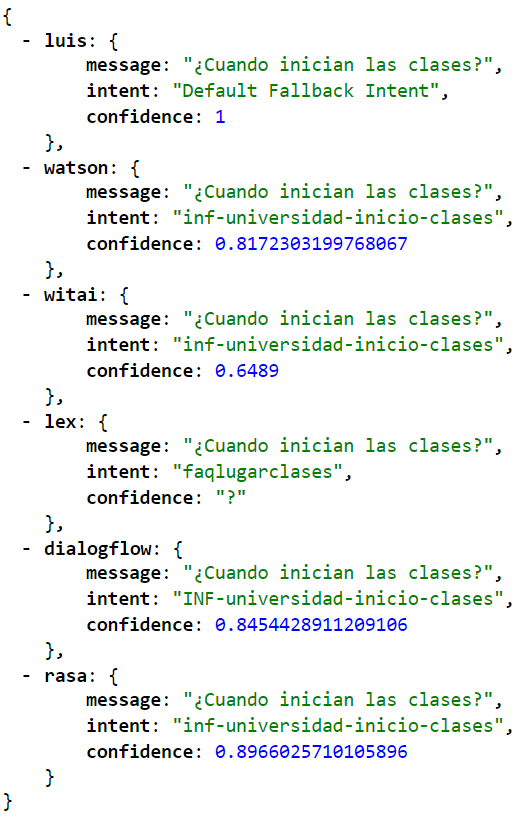 {
- luis: {
message: "¿Cuando inician las clases?",
intent: "Default Fallback Intent",
confidence: 1
},
- watson: {
message: "¿Cuando inician las clases?",
intent: "inf-universidad-inicio-clases",
confidence: 0.8172303199768067
},
- witai: {
message: "¿Cuando inician las clases?",
intent: "inf-universidad-inicio-clases",
confidence: 0.6489
},
- lex: {
message: "¿Cuando inician las clases?",
intent: "faqlugarclases",
confidence: "?"
},
- dialogflow: {
message: "¿Cuando inician las clases?",
intent: "INF-universidad-inicio-clases",
confidence: 0.8454428911209106
},
- rasa: {
message: "¿Cuando inician las clases?",
intent: "inf-universidad-inicio-clases",
confidence: 0.8966025710105896
}
}